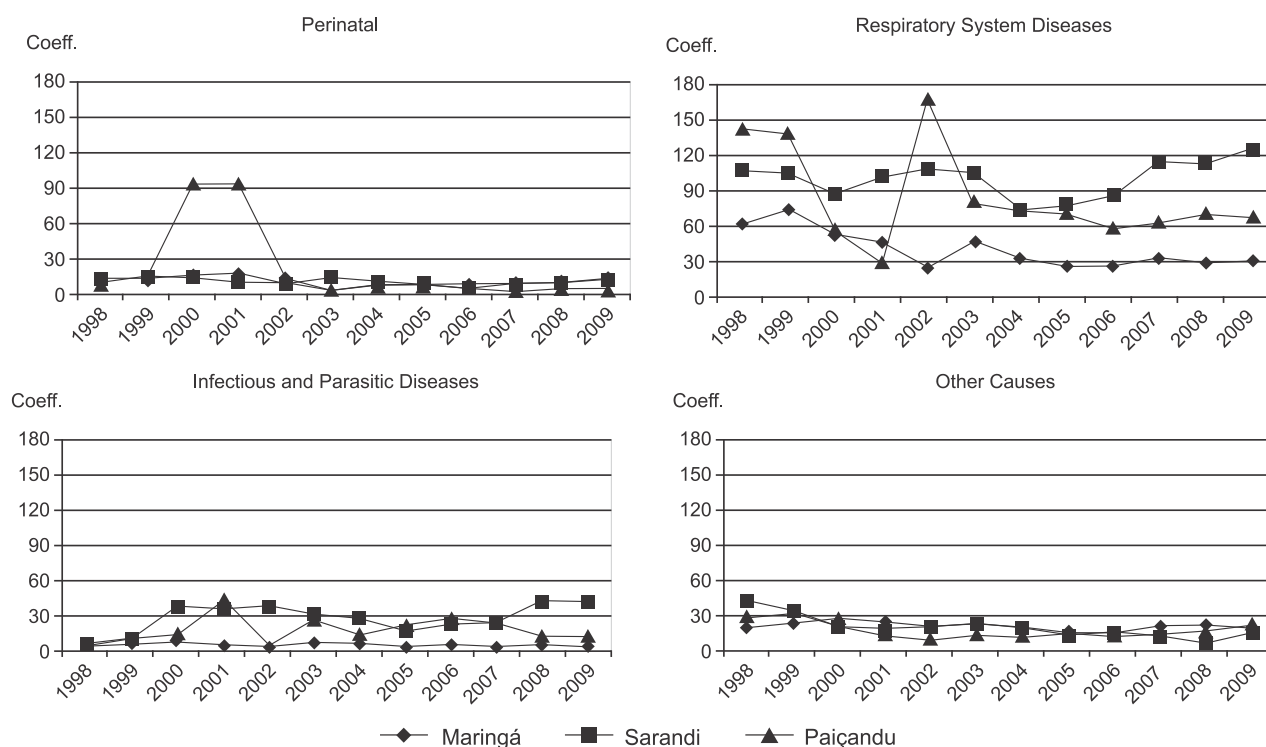 Perinatal
Coeff.
180
150
120
90
60
30
0
1998 1999 2000 2001 2002 2003 2004 2005 2006 2007 2008 2009
Respiratory System Diseases
Coeff.
180
150
120
90
60
30
0
1998 1999 2000 2001 2002 2003 2004 2005 2006 2007 2008 2009
Infectious and Parasitic Diseases
Coeff.
180
150
120
90
60
30
0
1998 1999 2000 2001 2002 2003 2004 2005 2006 2007 2008 2009
Other Causes
Coeff.
180
150
120
90
60
30
0
1998 1999 2000 2001 2002 2003 2004 2005 2006 2007 2008 2009
Maringá Sarandi Paiçandu